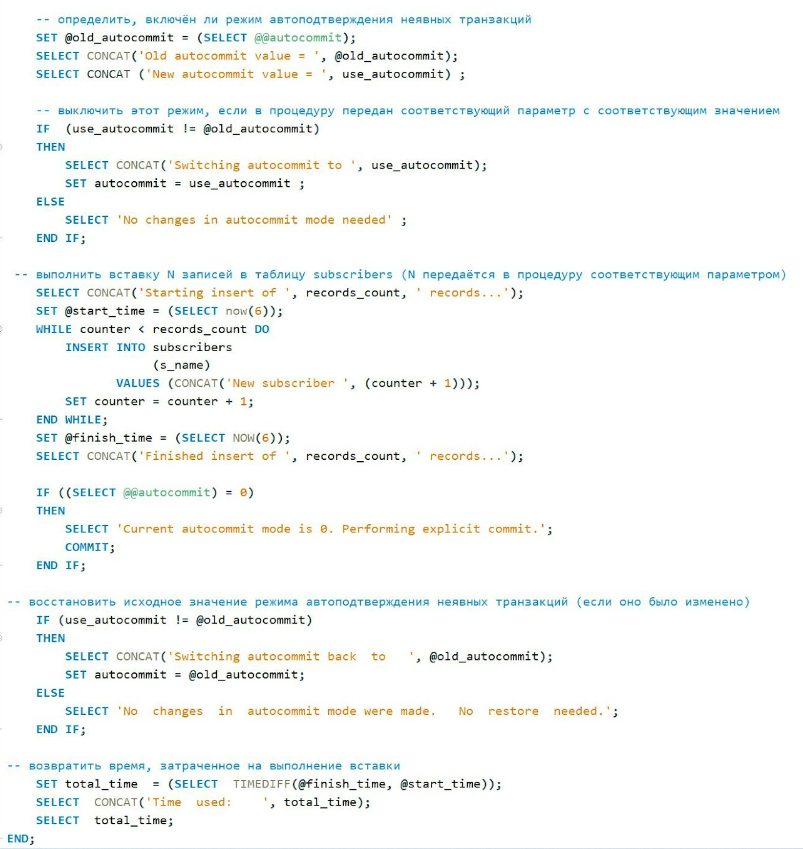 -- определить, включён ли режим автоподтверждения неявных транзакций
SET @old_autocommit = (SELECT @@autocommit);
SELECT CONCAT('Old autocommit value = ', @old_autocommit);
SELECT CONCAT ('New autocommit value = ', use_autocommit) ;
-- выключить этот режим, если в процедуру передан соответствующий параметр с соответствующим значением
IF  (use_autocommit != @old_autocommit)
THEN
SELECT CONCAT('Switching autocommit to ', use_autocommit);
SET autocommit = use_autocommit ;
ELSE
SELECT 'No changes in autocommit mode needed' ;
END IF;
-- выполнить вставку N записей в таблицу subscribers (N передаётся в процедуру соответствующим параметром)
SELECT CONCAT('Starting insert of ', records_count, ' records...');
SET @start_time = (SELECT now(6));
WHILE counter < records_count DO
INSERT INTO subscribers
(s_name)
VALUES (CONCAT('New subscriber ', (counter + 1)));
SET counter = counter + 1;
END WHILE;
SET @finish_time = (SELECT NOW(6));
SELECT CONCAT('Finished insert of ', records_count, ' records...');
IF ((SELECT @@autocommit) = 0)
THEN
SELECT 'Current autocommit mode is 0. Performing explicit commit.';
COMMIT;
END IF;
-- восстановить исходное значение режима автоподтверждения неявных транзакций (если оно было изменено)
IF (use_autocommit != @old_autocommit)
THEN
SELECT CONCAT('Switching autocommit back  to   ', @old_autocommit);
SET autocommit = @old_autocommit;
ELSE
SELECT 'No  changes  in  autocommit mode were made.   No  restore  needed.';
END IF;
-- возвратить время, затраченное на выполнение вставки
SET total_time  = (SELECT  TIMEDIFF(@finish_time, @start_time));
SELECT  CONCAT('Time  used:    ', total_time);
SELECT  total_time;
END;